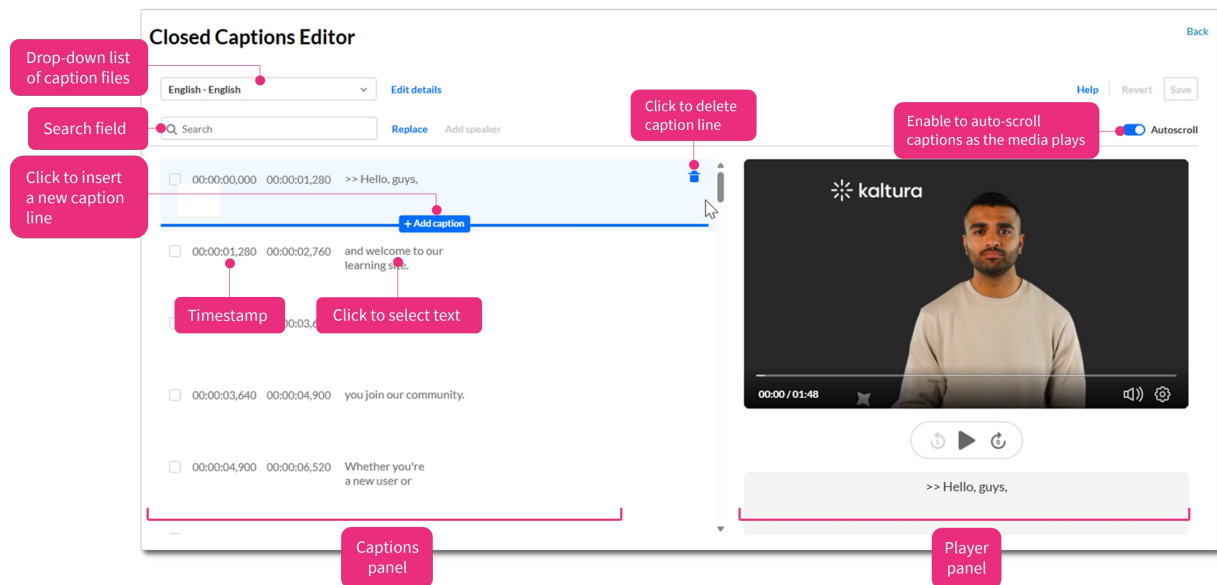 Closed Captions Editor
Back
Drop-down list
of caption files
English - English
Edit details
Help
Revert
Save
Search field
Search
Replace
Add speaker
Click to delete
caption line
Enable to auto-scroll
captions as the media plays
Autoscroll
Click to insert
a new caption
line
00:00:00,000 00:00:01,280 >> Hello, guys,
+ Add caption
00:00:01,280 00:00:02,760 and welcome to our
learning site.
Timestamp
Click to select text
00:00:03,640 00:00:04,900 you join our community.
00:00:04,900 00:00:06,520 Whether you're
a new user or
kaltura
00:00 / 01:48
5
5
>> Hello, guys,
Captions
panel
Player
panel